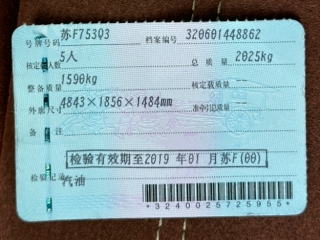 号牌号码 苏F753Q3 档案编号 320601448862
核定载人数 5人 总质量 2025kg
整备质量 1590kg 核定载质量 --
外廓尺寸 4843×1856×1484mm 准牵引总质量 --
备注
检验有效期至2019年01月苏F(00)
检验记录 汽油
*3240025725955*